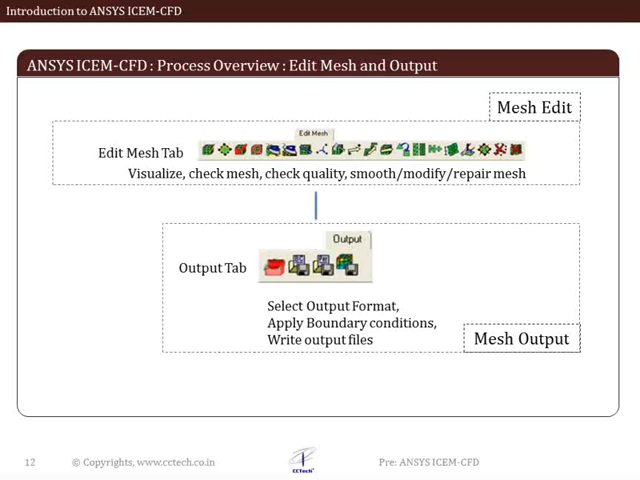 Introduction to ANSYS ICEM-CFD
ANSYS ICEM-CFD : Process Overview : Edit Mesh and Output
Mesh Edit
Edit Mesh
Edit Mesh Tab
Visualize, check mesh, check quality, smooth/modify/repair mesh
Output
Output Tab
Select Output Format,
Apply Boundary conditions,
Write output files
Mesh Output
12 © Copyrights, www.cctech.co.in CCTech Pre: ANSYS ICEM-CFD